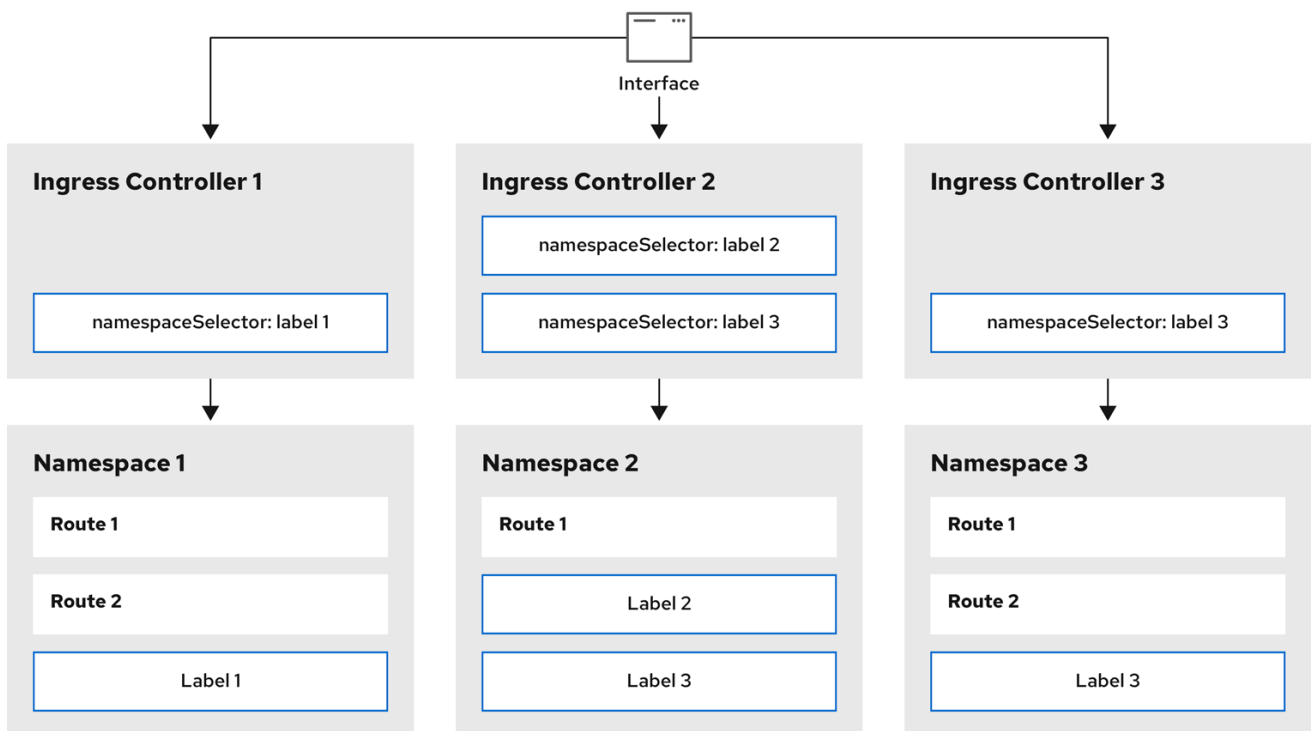 Interface
Ingress Controller 1
namespaceSelector: label 1
Ingress Controller 2
namespaceSelector: label 2
namespaceSelector: label 3
Ingress Controller 3
namespaceSelector: label 3
Namespace 1
Route 1
Route 2
Label 1
Namespace 2
Route 1
Label 2
Label 3
Namespace 3
Route 1
Route 2
Label 3